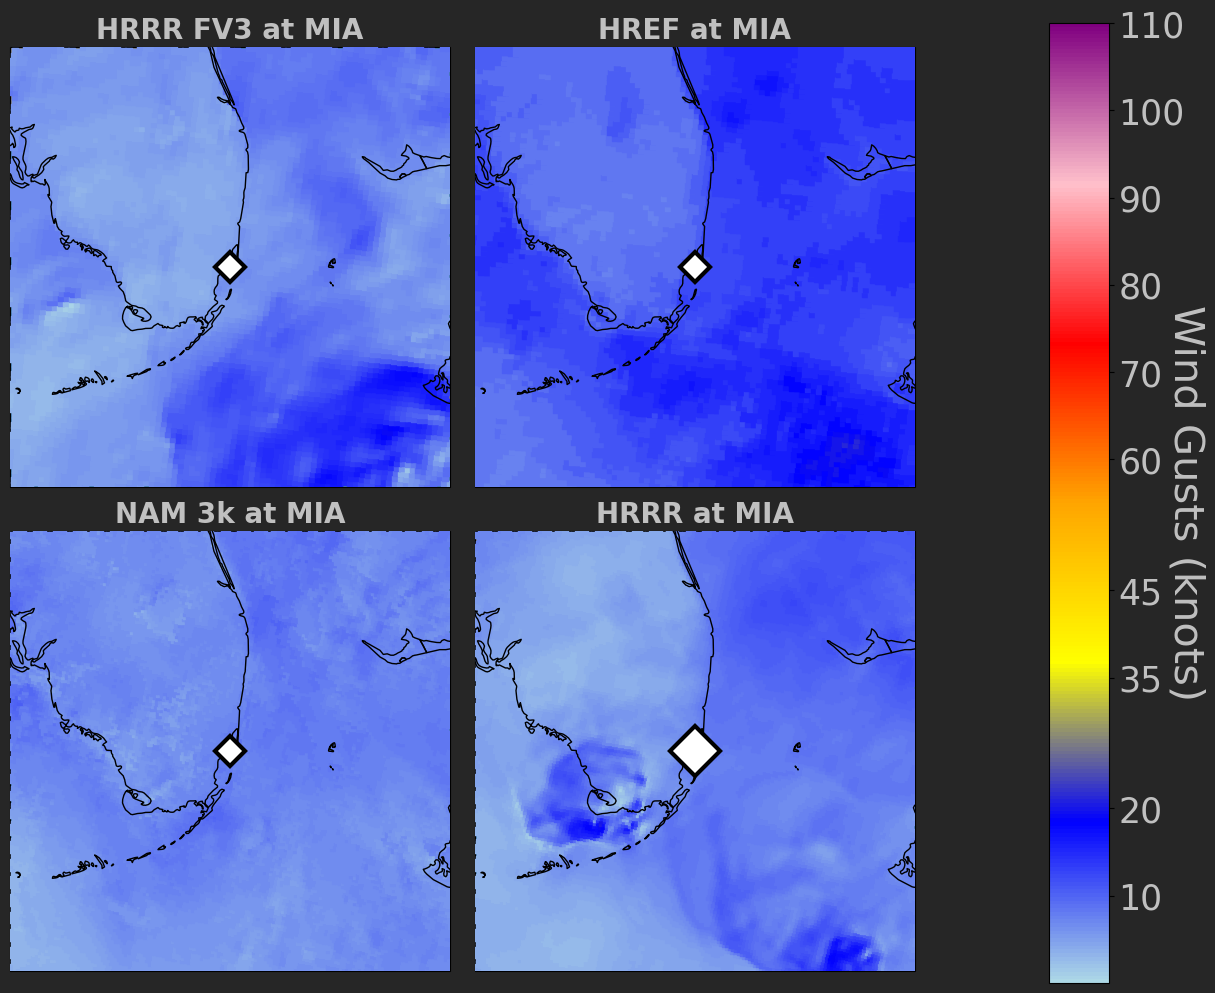 HRRR FV3 at MIA
HREF at MIA
NAM 3k at MIA
HRRR at MIA
110
100
90
80
70
60
45
35
20
10
Wind Gusts (knots)